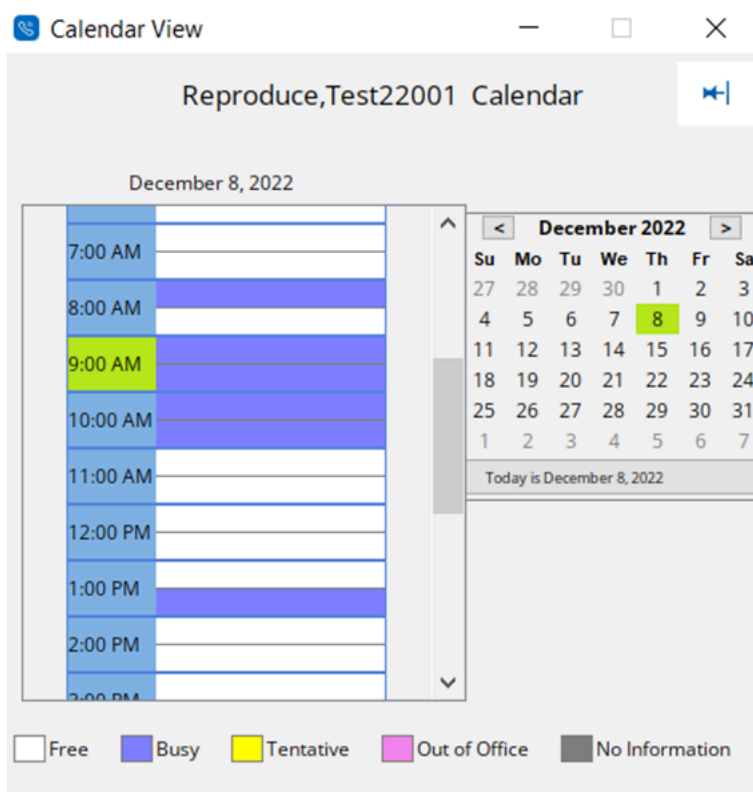 Calendar View
Reproduce,Test22001 Calendar
December 8, 2022
7:00 AM
8:00 AM
9:00 AM
10:00 AM
11:00 AM
12:00 PM
1:00 PM
2:00 PM
3:00 PM
< December 2022 >
Su Mo Tu We Th Fr Sa
27 28 29 30 1 2 3
4 5 6 7 8 9 10
11 12 13 14 15 16 17
18 19 20 21 22 23 24
25 26 27 28 29 30 31
1 2 3 4 5 6 7
Today is December 8, 2022
Free Busy Tentative Out of Office No Information